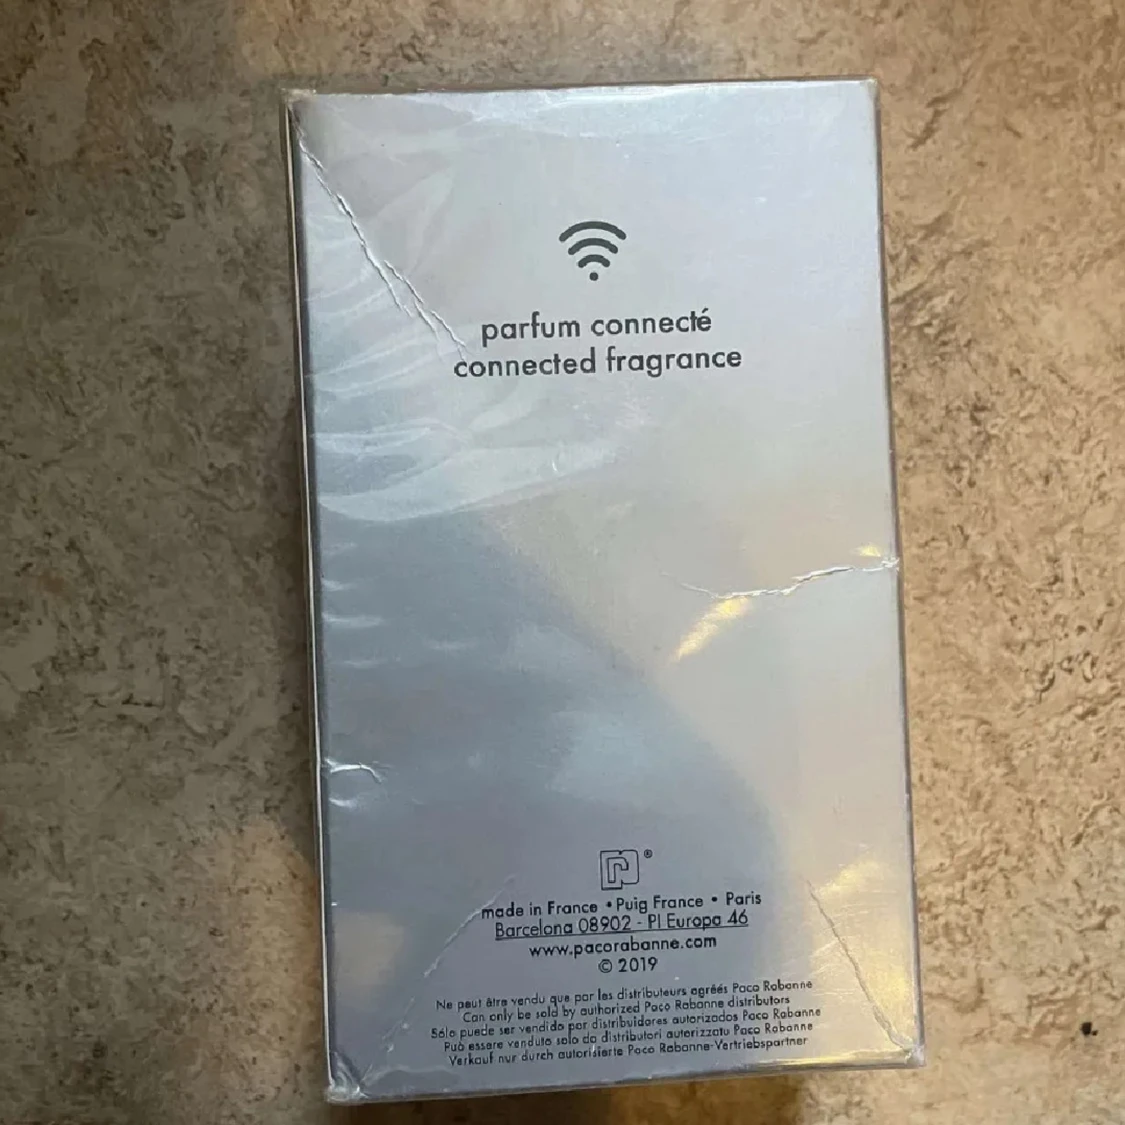 parfum connecté
connected fragrance
®
made in France • Puig France • Paris
Barcelona 08902 - Pl Europa 46
www.pacorabanne.com
© 2019
Ne peut être vendu que par les distributeurs agréés Paco Rabanne
Can only be sold by authorized Paco Rabanne distributors
Sólo puede ser vendido por distribuidores autorizados Paco Rabanne
Può essere venduto solo da distributori autorizzatu Paco Rabanne
Verkauf nur durch autorisierte Paco Rabanne-Vertriebspartner